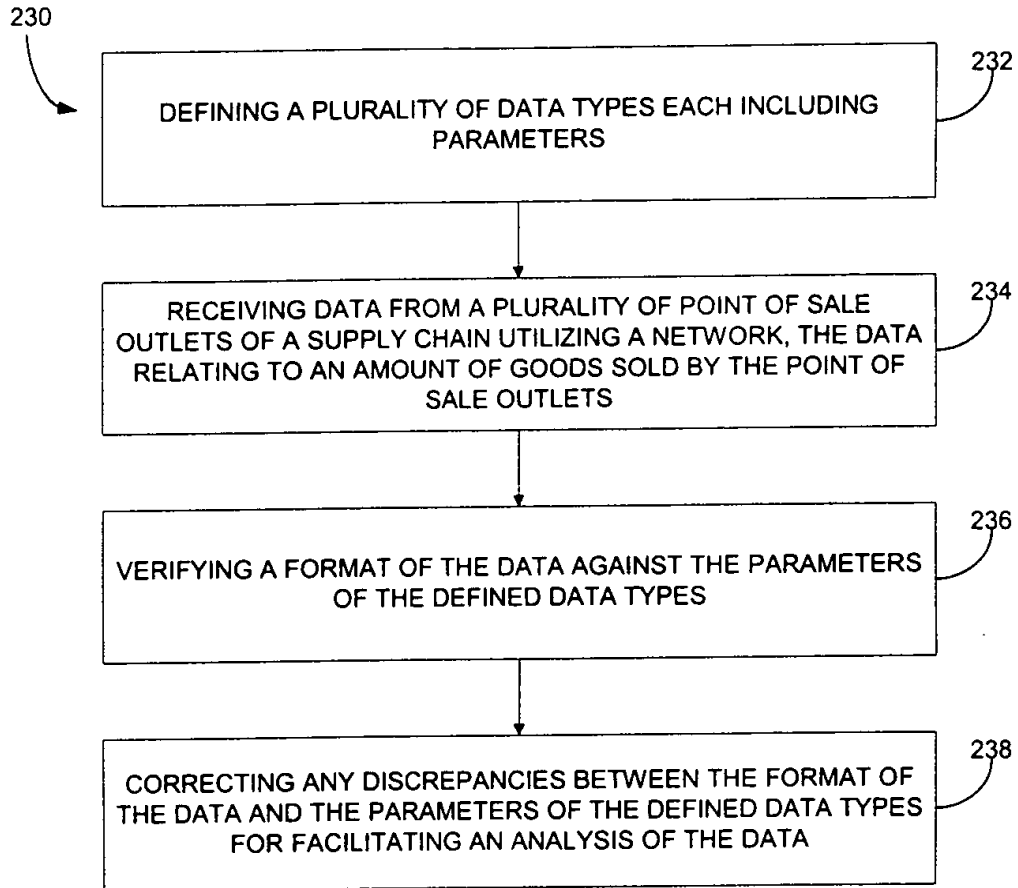 230
232
DEFINING A PLURALITY OF DATA TYPES EACH INCLUDING
PARAMETERS
234
RECEIVING DATA FROM A PLURALITY OF POINT OF SALE
OUTLETS OF A SUPPLY CHAIN UTILIZING A NETWORK, THE DATA
RELATING TO AN AMOUNT OF GOODS SOLD BY THE POINT OF
SALE OUTLETS
236
VERIFYING A FORMAT OF THE DATA AGAINST THE PARAMETERS
OF THE DEFINED DATA TYPES
238
CORRECTING ANY DISCREPANCIES BETWEEN THE FORMAT OF
THE DATA AND THE PARAMETERS OF THE DEFINED DATA TYPES
FOR FACILITATING AN ANALYSIS OF THE DATA